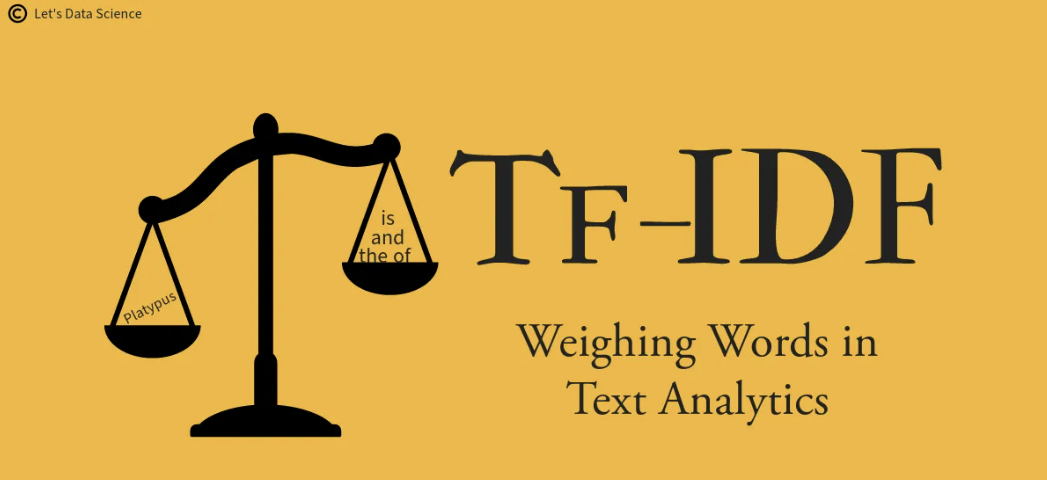 © Let's Data Science
is
and
the of
Platypus
TF-IDF
Weighing Words in
Text Analytics